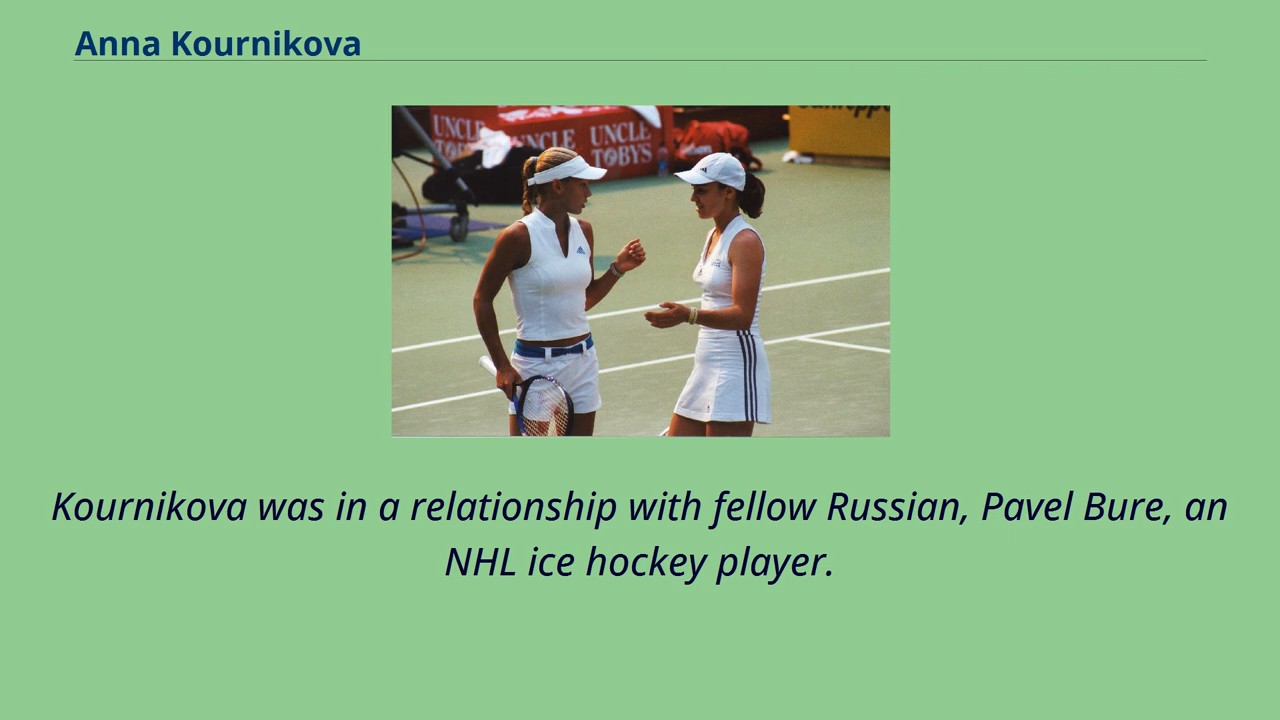 Anna Kournikova
UNCLE
TOBYS
UNCLE
UNCLE
TOBYS
Kournikova was in a relationship with fellow Russian, Pavel Bure, an
NHL ice hockey player.